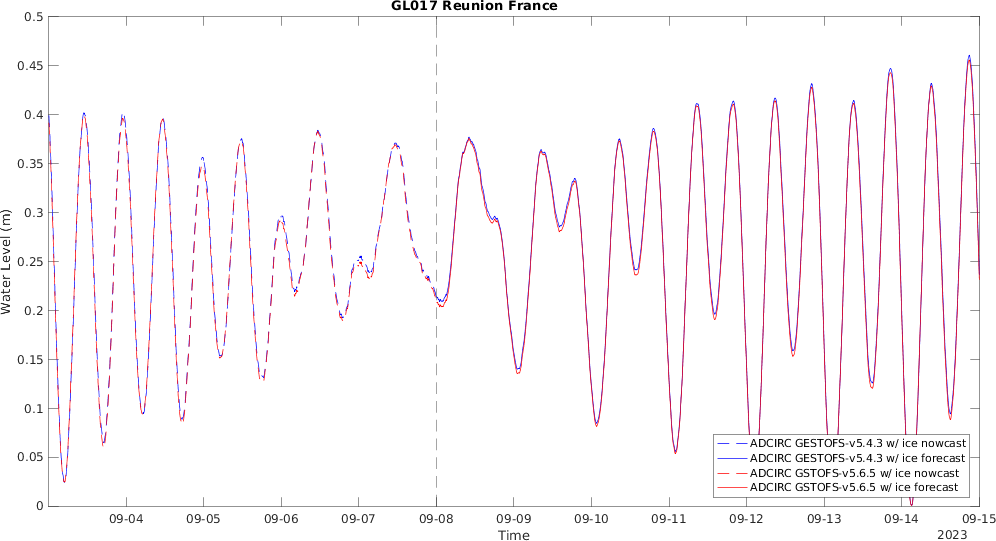 GL017 Reunion France
0.5
0.45
0.4
0.35
0.3
0.25
0.2
0.15
0.1
0.05
0
Water Level (m)
ADCIRC GESTOFS-v5.4.3 w/ ice nowcast
ADCIRC GESTOFS-v5.4.3 w/ ice forecast
ADCIRC GSTOFS-v5.6.5 w/ ice nowcast
ADCIRC GSTOFS-v5.6.5 w/ ice forecast
09-04 09-05 09-06 09-07 09-08 09-09 09-10 09-11 09-12 09-13 09-14 09-15
Time
2023